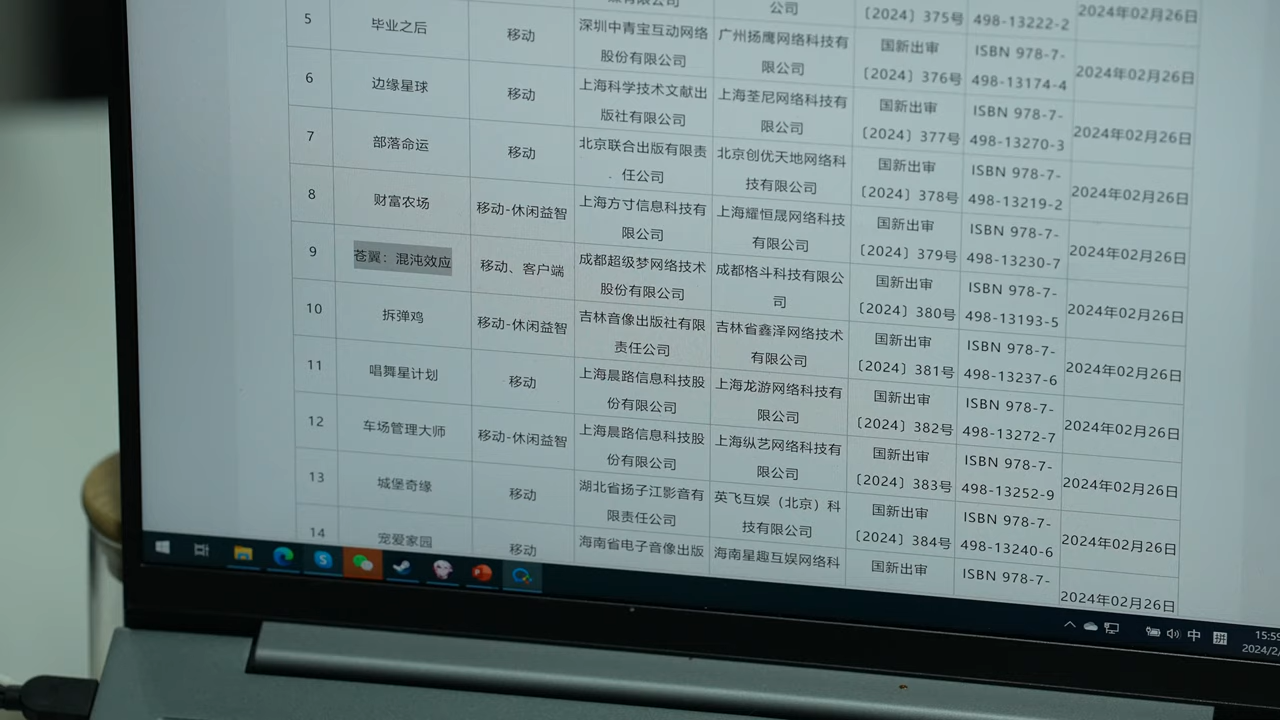 公司
〔2024〕375号
498-13222-2
2024年02月26日
5
毕业之后
移动
深圳中青宝互动网络
股份有限公司
广州扬鹰网络科技有
限公司
国新出审
〔2024〕376号
ISBN 978-7-
498-13174-4
2024年02月26日
6
边缘星球
移动
上海科学技术文献出
版社有限公司
上海荃尼网络科技有
限公司
国新出审
〔2024〕377号
ISBN 978-7-
498-13270-3
2024年02月26日
7
部落命运
移动
北京联合出版有限责
任公司
北京创优天地网络科
技有限公司
国新出审
〔2024〕378号
ISBN 978-7-
498-13219-2
2024年02月26日
8
财富农场
移动-休闲益智
上海方寸信息科技有
限公司
上海耀恒晟网络科技
有限公司
国新出审
〔2024〕379号
ISBN 978-7-
498-13230-7
2024年02月26日
9
苍翼：混沌效应
移动、客户端
成都超级梦网络技术
股份有限公司
成都格斗科技有限公
司
国新出审
〔2024〕380号
ISBN 978-7-
498-13193-5
2024年02月26日
10
拆弹鸡
移动-休闲益智
吉林音像出版社有限
责任公司
吉林省鑫泽网络技术
有限公司
国新出审
〔2024〕381号
ISBN 978-7-
498-13237-6
2024年02月26日
11
唱舞星计划
移动
上海晨路信息科技股
份有限公司
上海龙游网络科技有
限公司
国新出审
〔2024〕382号
ISBN 978-7-
498-13272-7
2024年02月26日
12
车场管理大师
移动-休闲益智
上海晨路信息科技股
份有限公司
上海纵艺网络科技有
限公司
国新出审
〔2024〕383号
ISBN 978-7-
498-13252-9
2024年02月26日
13
城堡奇缘
移动
湖北省扬子江影音有
限责任公司
英飞互娱（北京）科
技有限公司
国新出审
〔2024〕384号
ISBN 978-7-
498-13240-6
2024年02月26日
14
宠爱家园
移动
海南省电子音像出版
海南星趣互娱网络科
国新出审
ISBN 978-7-
2024年02月26日
中
拼
15:59
2024/2/